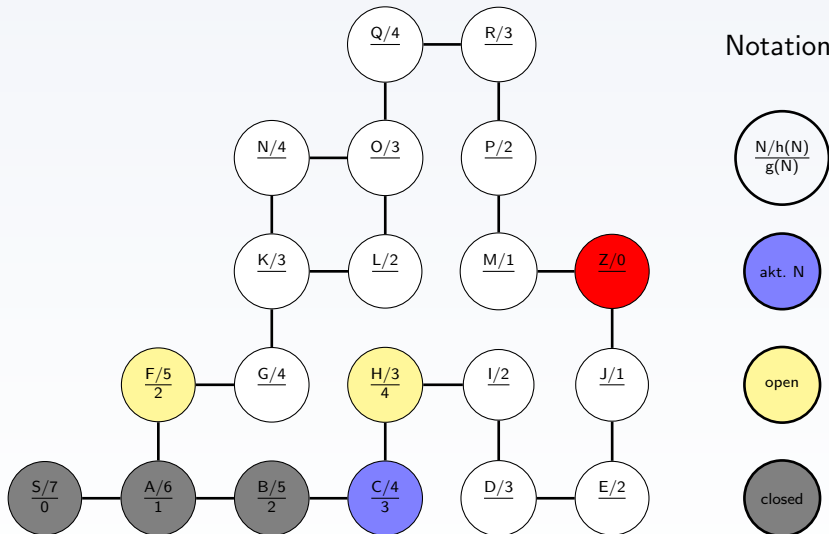 Q/4
R/3
Notation
N/4
O/3
P/2
N/h(N)
g(N)
K/3
L/2
M/1
Z/0
akt. N
F/5
2
G/4
H/3
4
I/2
J/1
open
S/7
0
A/6
1
B/5
2
C/4
3
D/3
E/2
closed